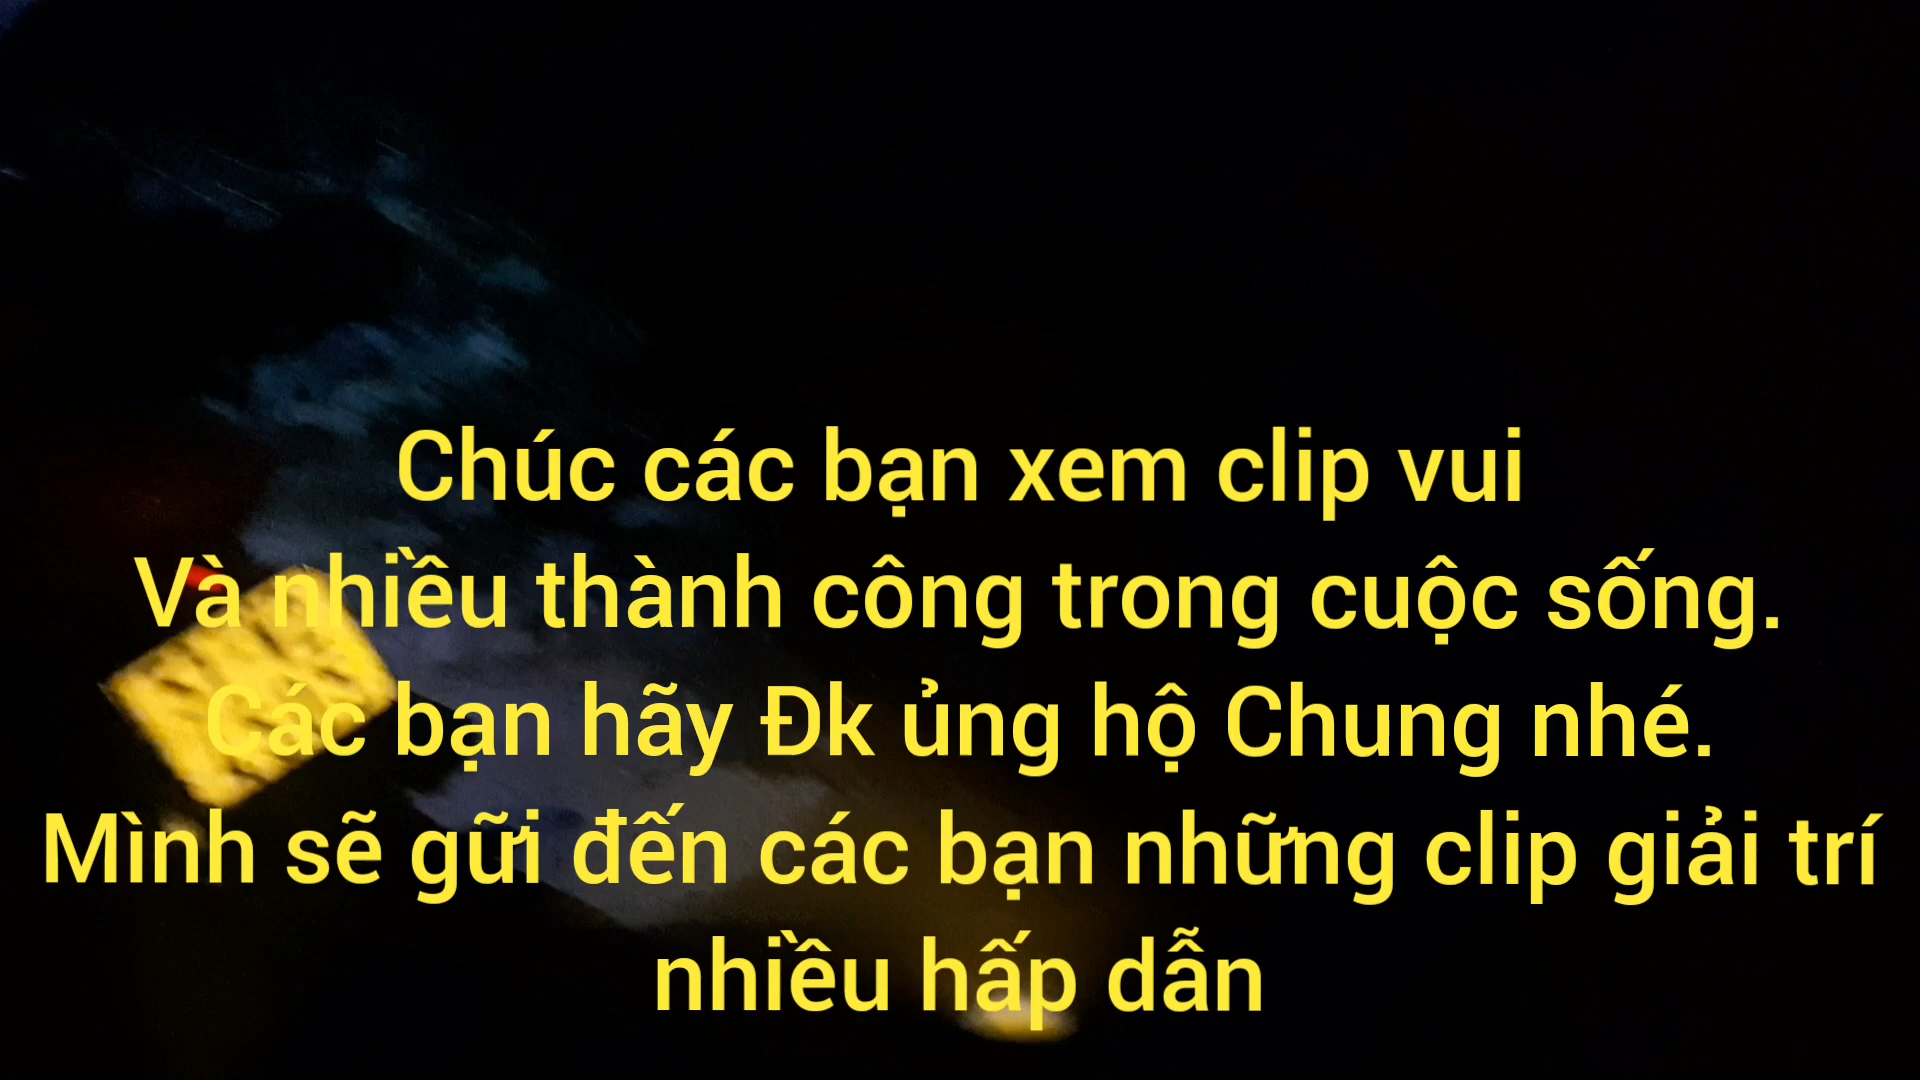 Chúc các bạn xem clip vui
Và nhiều thành công trong cuộc sống.
Các bạn hãy Đk ủng hộ Chung nhé.
Mình sẽ gữi đến các bạn những clip giải trí
nhiều hấp dẫn